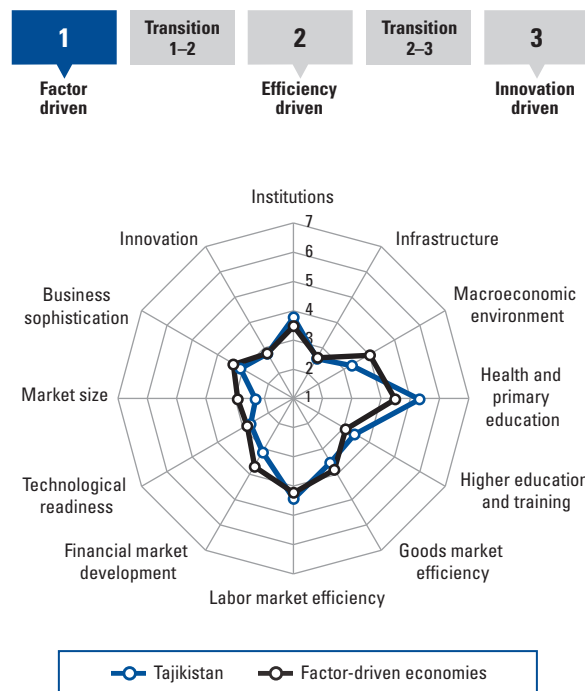 1
Transition
1–2
2
Transition
2–3
3
Factor
driven
Efficiency
driven
Innovation
driven
Institutions
7
6
5
4
3
2
1
Innovation
Infrastructure
Business
sophistication
Macroeconomic
environment
Market size
Health and
primary
education
Technological
readiness
Higher education
and training
Financial market
development
Goods market
efficiency
Labor market efficiency
Tajikistan
Factor-driven economies